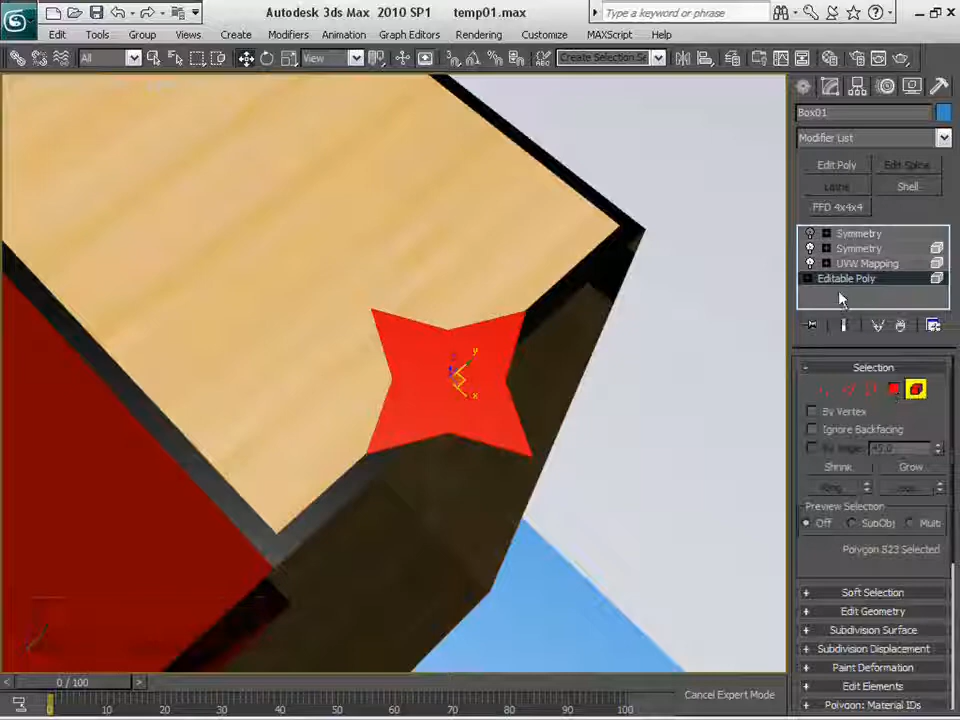 Autodesk 3ds Max 2010 SP1 temp01.max
Type a keyword or phrase
Edit Tools Group Views Create Modifiers Animation Graph Editors Rendering Customize MAXScript Help
All View Create Selection Se
Box01
Modifier List
Edit Poly Edit Spline
Lathe Shell
FFD 4x4x4
Symmetry
Symmetry
UVW Mapping
Editable Poly
Selection
By Vertex
Ignore Backfacing
By Angle: 45.0
Shrink Grow
Ring Loop
Preview Selection
Off SubObj Multi
Polygon 823 Selected
Soft Selection
Edit Geometry
Subdivision Surface
Subdivision Displacement
Paint Deformation
Edit Elements
Polygon: Material IDs
y
x
< 0 / 100 >
Cancel Expert Mode
0 10 20 30 40 50 60 70 80 90 100